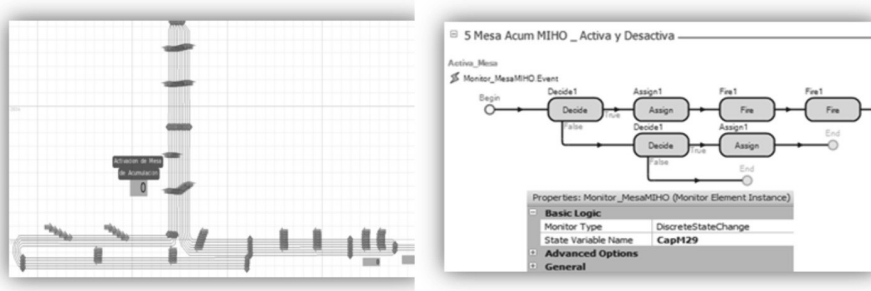 Activacion de Mesa
de Acumulacion
0
5 Mesa Acum MIHO _ Activa y Desactiva
Activa_Mesa
Monitor_MesaMIHO.Event
Begin
Decide1
Assign1
Fire1
Fire1
Decide
Assign
Fire
Fire
True
False
Decide1
Assign1
End
Decide
Assign
True
False
End
Properties: Monitor_MesaMIHO (Monitor Element Instance)
Basic Logic
Monitor Type DiscreteStateChange
State Variable Name CapM29
Advanced Options
General